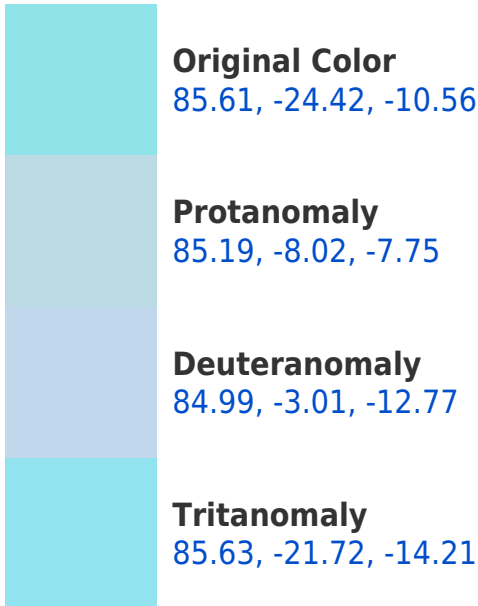 Original Color
85.61, -24.42, -10.56
Protanomaly
85.19, -8.02, -7.75
Deuteranomaly
84.99, -3.01, -12.77
Tritanomaly
85.63, -21.72, -14.21